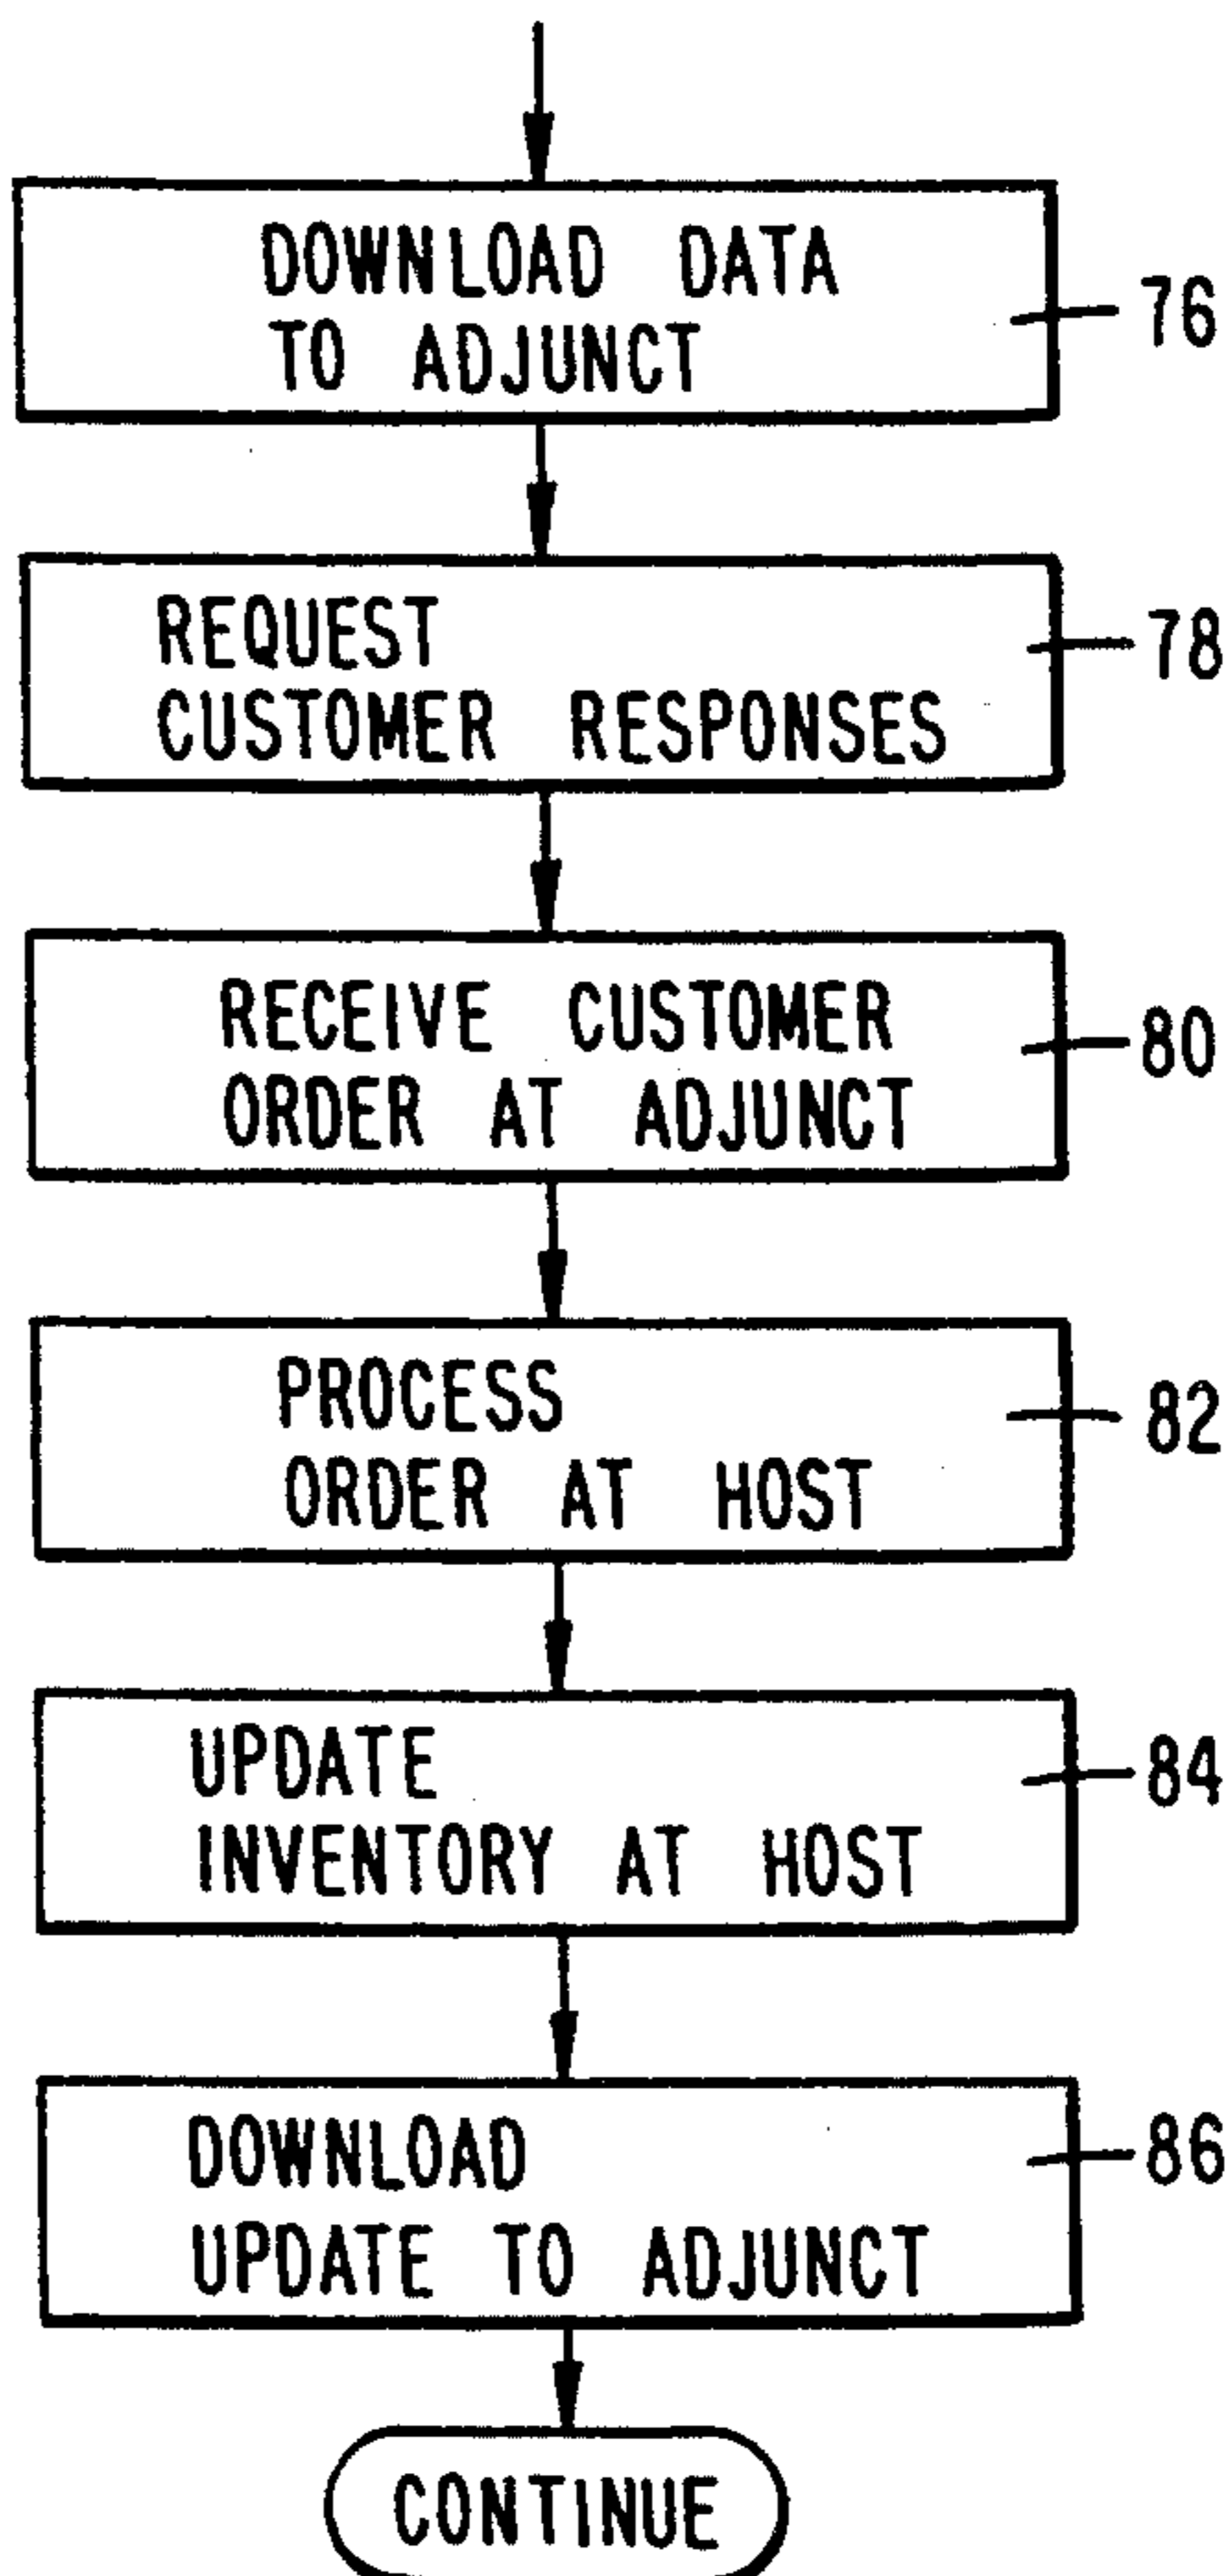 DOWNLOAD DATA
TO ADJUNCT
76
REQUEST
CUSTOMER RESPONSES
78
RECEIVE CUSTOMER
ORDER AT ADJUNCT
80
PROCESS
ORDER AT HOST
82
UPDATE
INVENTORY AT HOST
84
DOWNLOAD
UPDATE TO ADJUNCT
86
CONTINUE